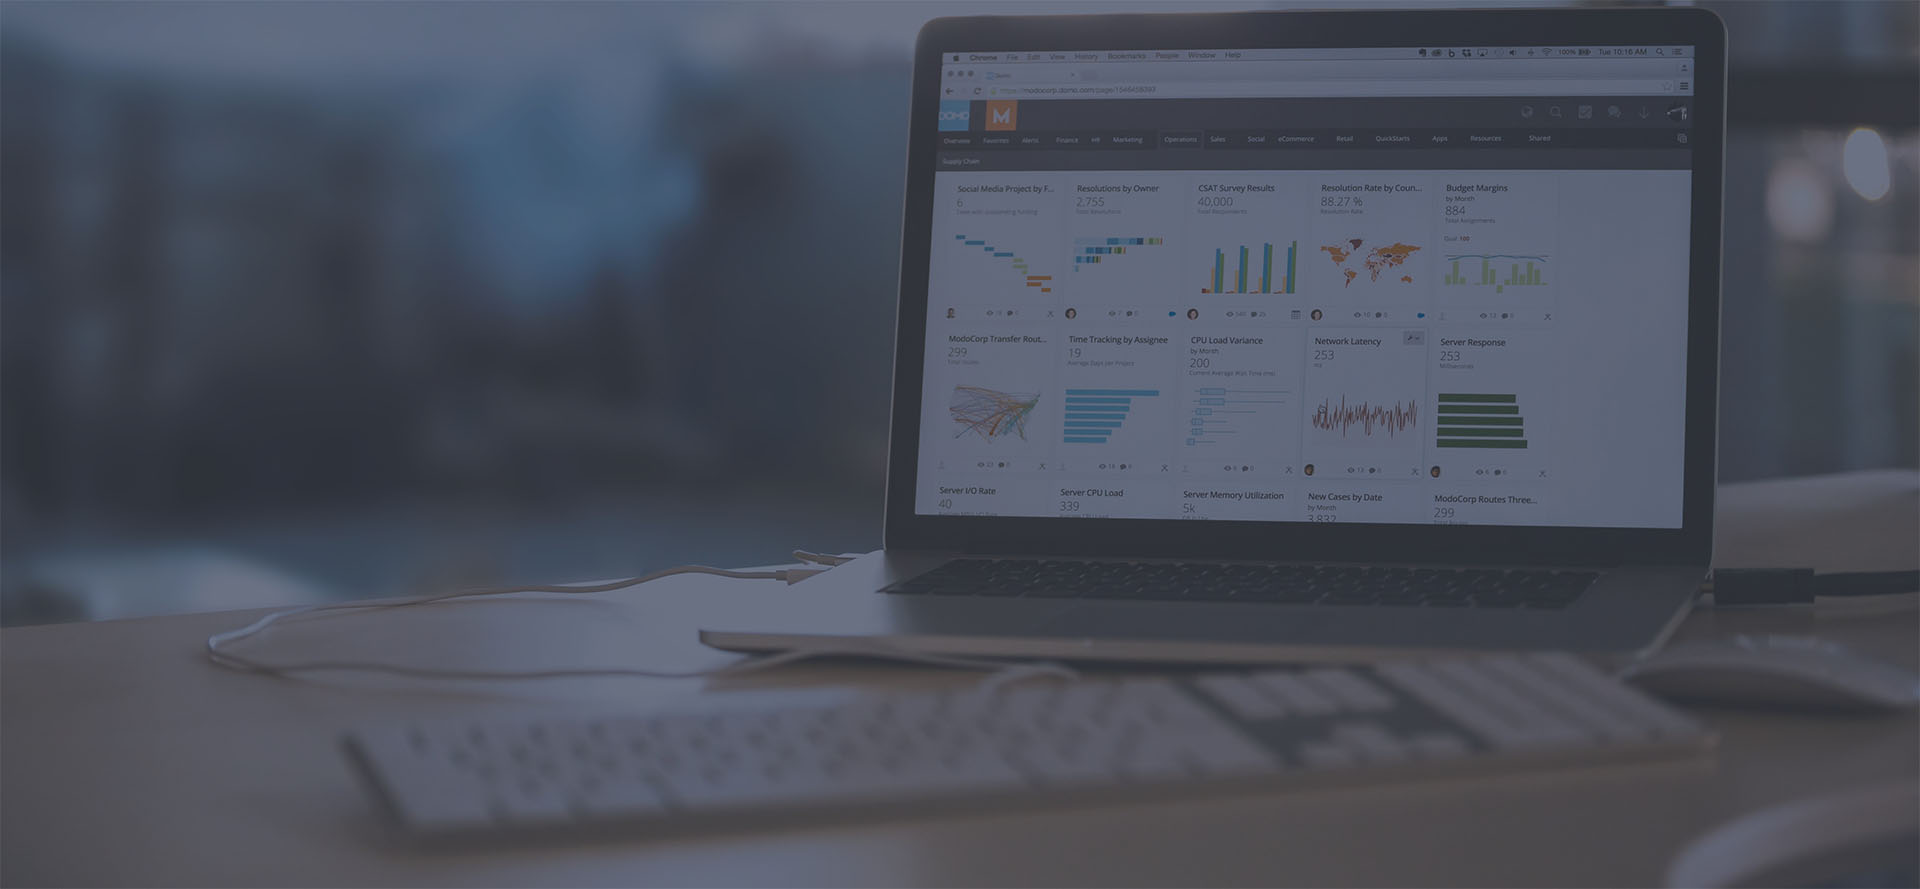 Chrome File Edit View History Bookmarks People Window Help 100% Tue 10:16 AM
Domo
https://modocorp.domo.com/page/1546458093
DOMO M
Overview Favorites Alerts Finance HR Marketing Operations Sales Social eCommerce Retail QuickStarts Apps Resources Shared
Supply Chain
Social Media Project by F...
6
Resolutions by Owner
2,755
Total Resolutions
CSAT Survey Results
40,000
Total Respondents
Resolution Rate by Coun...
88.27 %
Resolution Rate
Budget Margins
by Month
884
Total Assignments
Goal: 100
ModoCorp Transfer Rout...
299
Total Routes
Time Tracking by Assignee
19
Average Days per Project
CPU Load Variance
by Month
200
Current Average Wait Time (ms)
Network Latency
253
ms
Server Response
253
Milliseconds
Server I/O Rate
40
Server CPU Load
339
Server Memory Utilization
5k
New Cases by Date
by Month
3,832
ModoCorp Routes Three...
299